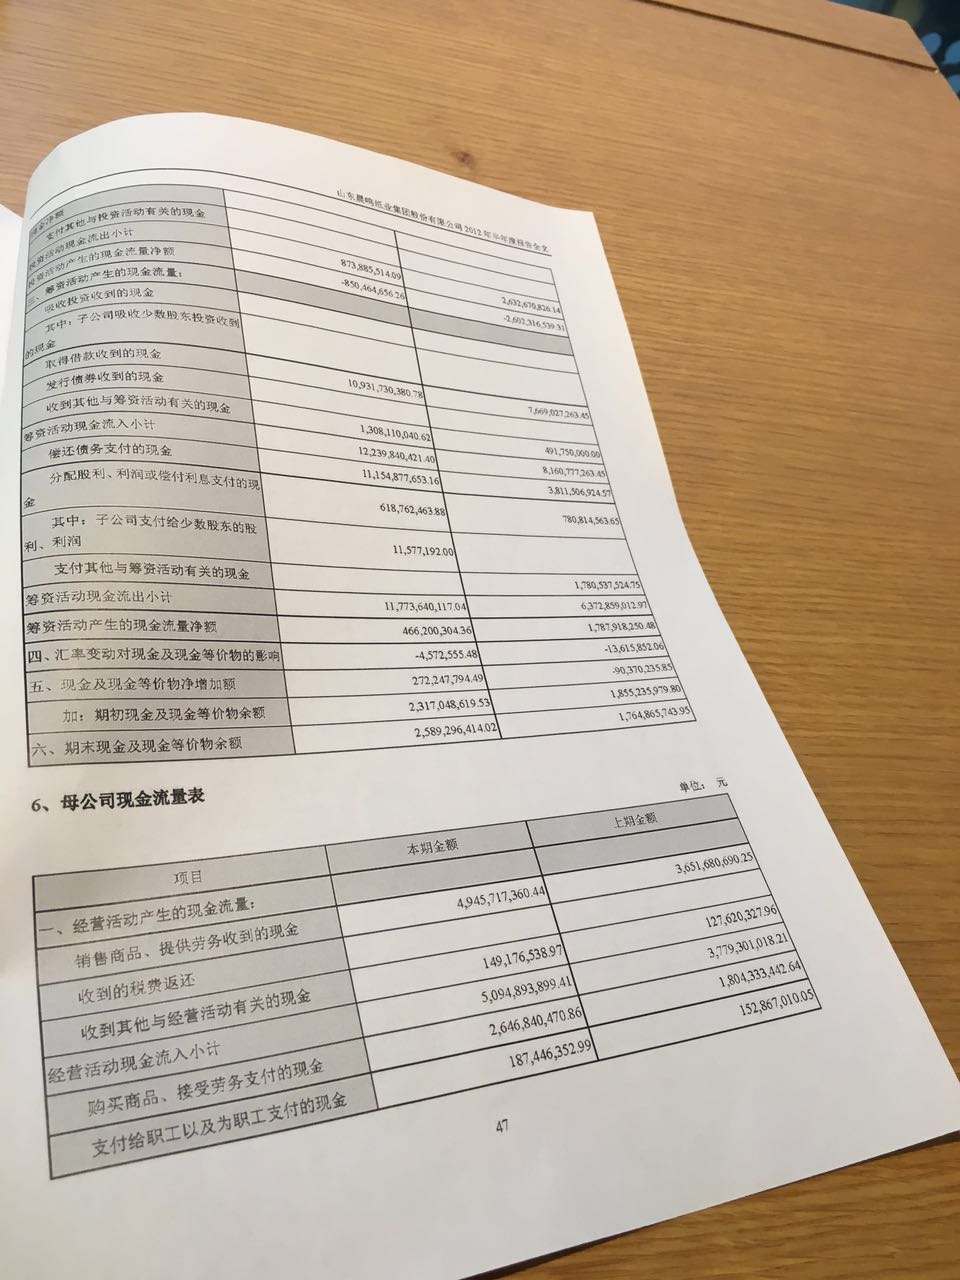 山东晨鸣纸业集团股份有限公司 2012 年半年度报告全文
现金净额
支付其他与投资活动有关的现金
投资活动现金流出小计 873,885,514.09 2,632,670,826.14
投资活动产生的现金流量净额 -850,464,656.26 -2,602,316,539.31
三、筹资活动产生的现金流量：
吸收投资收到的现金
其中：子公司吸收少数股东投资收到
的现金
取得借款收到的现金 10,931,730,380.78 7,669,027,263.45
发行债券收到的现金
收到其他与筹资活动有关的现金 1,308,110,040.62 491,750,000.00
筹资活动现金流入小计 12,239,840,421.40 8,160,777,263.45
偿还债务支付的现金 11,154,877,653.16 3,811,506,924.57
分配股利、利润或偿付利息支付的现
金 618,762,463.88 780,814,563.65
其中：子公司支付给少数股东的股
利、利润 11,577,192.00
支付其他与筹资活动有关的现金 1,780,537,524.75
筹资活动现金流出小计 11,773,640,117.04 6,372,859,012.97
筹资活动产生的现金流量净额 466,200,304.36 1,787,918,250.48
四、汇率变动对现金及现金等价物的影响 -4,572,555.48 -13,615,852.06
五、现金及现金等价物净增加额 272,247,794.49 -90,370,235.85
加：期初现金及现金等价物余额 2,317,048,619.53 1,855,235,979.80
六、期末现金及现金等价物余额 2,589,296,414.02 1,764,865,743.95
6、母公司现金流量表
单位： 元
项目 本期金额 上期金额
一、经营活动产生的现金流量：
销售商品、提供劳务收到的现金 4,945,717,360.44 3,651,680,690.25
收到的税费返还
收到其他与经营活动有关的现金 149,176,538.97 127,620,327.96
经营活动现金流入小计 5,094,893,899.41 3,779,301,018.21
购买商品、接受劳务支付的现金 2,646,840,470.86 1,804,333,442.64
支付给职工以及为职工支付的现金 187,446,352.99 152,867,010.05
47